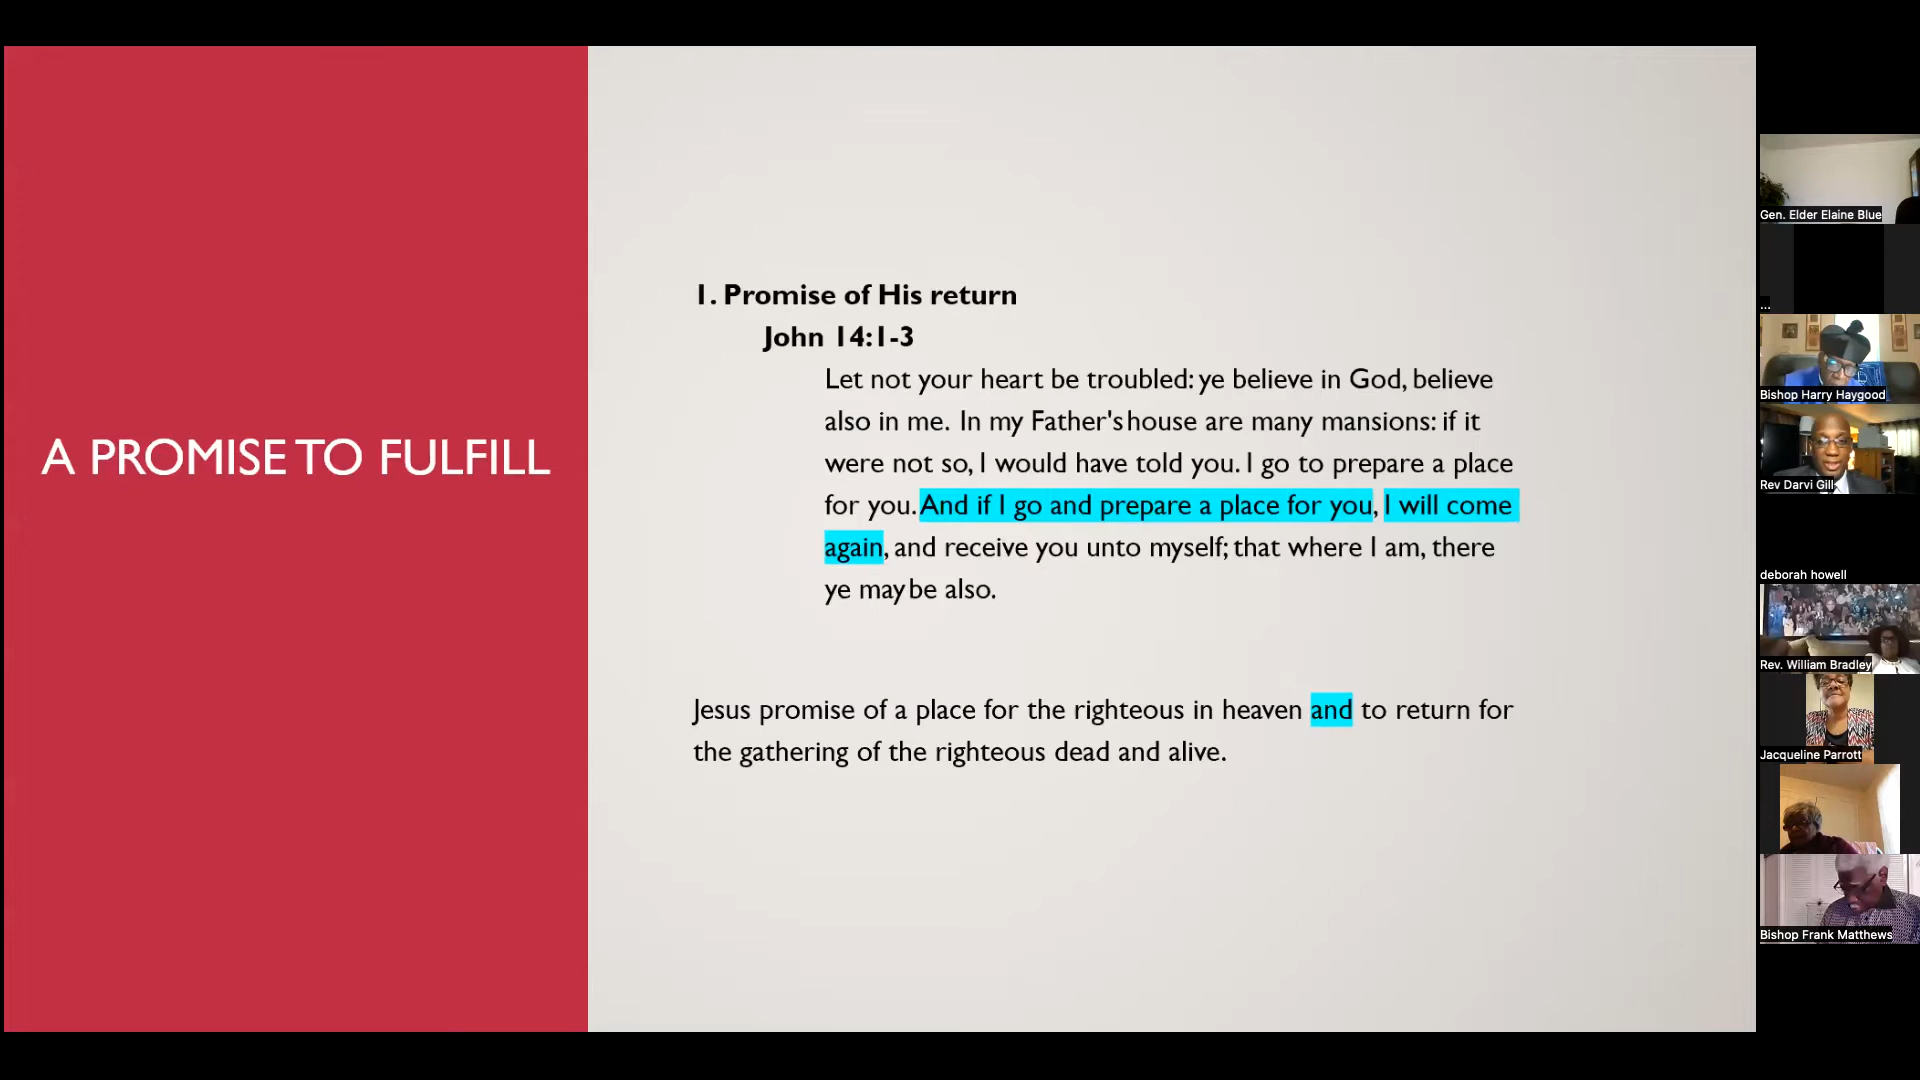 A PROMISE TO FULFILL
1. Promise of His return
John 14:1-3
Let not your heart be troubled: ye believe in God, believe
also in me. In my Father's house are many mansions: if it
were not so, I would have told you. I go to prepare a place
for you. And if I go and prepare a place for you, I will come
again, and receive you unto myself; that where I am, there
ye may be also.
Jesus promise of a place for the righteous in heaven and to return for
the gathering of the righteous dead and alive.
Gen. Elder Elaine Blue
...
Bishop Harry Haygood
Rev Darvi Gill
deborah howell
Rev. William Bradley
Jacqueline Parrott
Bishop Frank Matthews